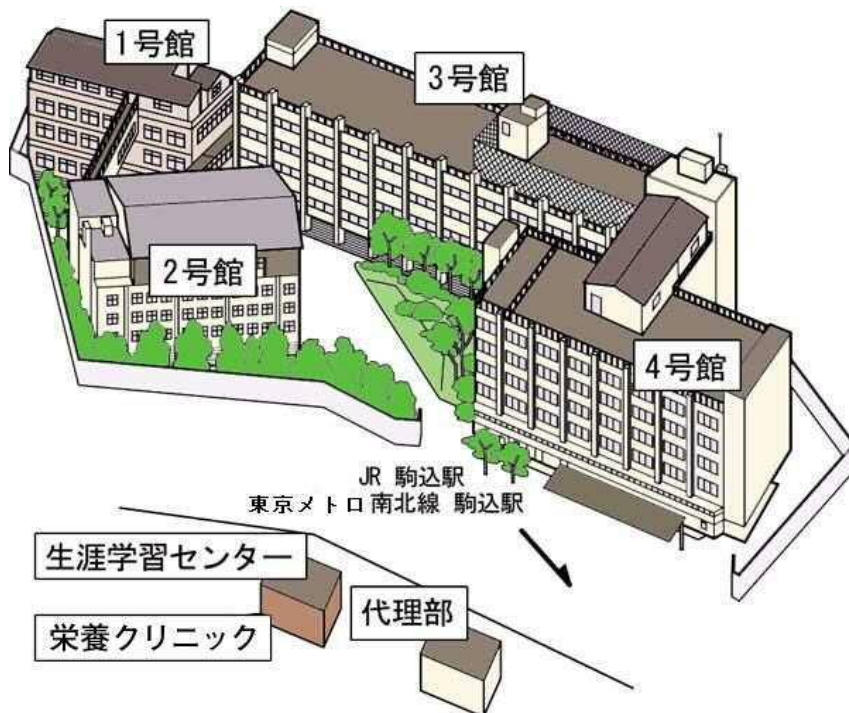 1号館
3号館
2号館
4号館
JR 駒込駅
東京メトロ 南北線 駒込駅
生涯学習センター
代理部
栄養クリニック